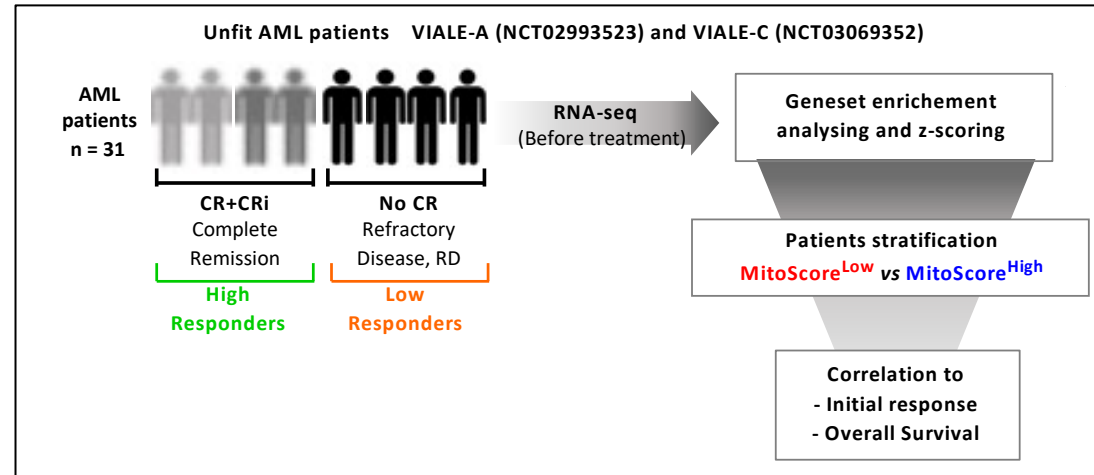 Unfit AML patients VIALE-A (NCT02993523) and VIALE-C (NCT03069352)
AML
patients
n = 31
CR+CRi
Complete
Remission
High
Responders
No CR
Refractory
Disease, RD
Low
Responders
RNA-seq
(Before treatment)
Geneset enrichement
analysing and z-scoring
Patients stratification
MitoScoreLow vs MitoScoreHigh
Correlation to
- Initial response
- Overall Survival